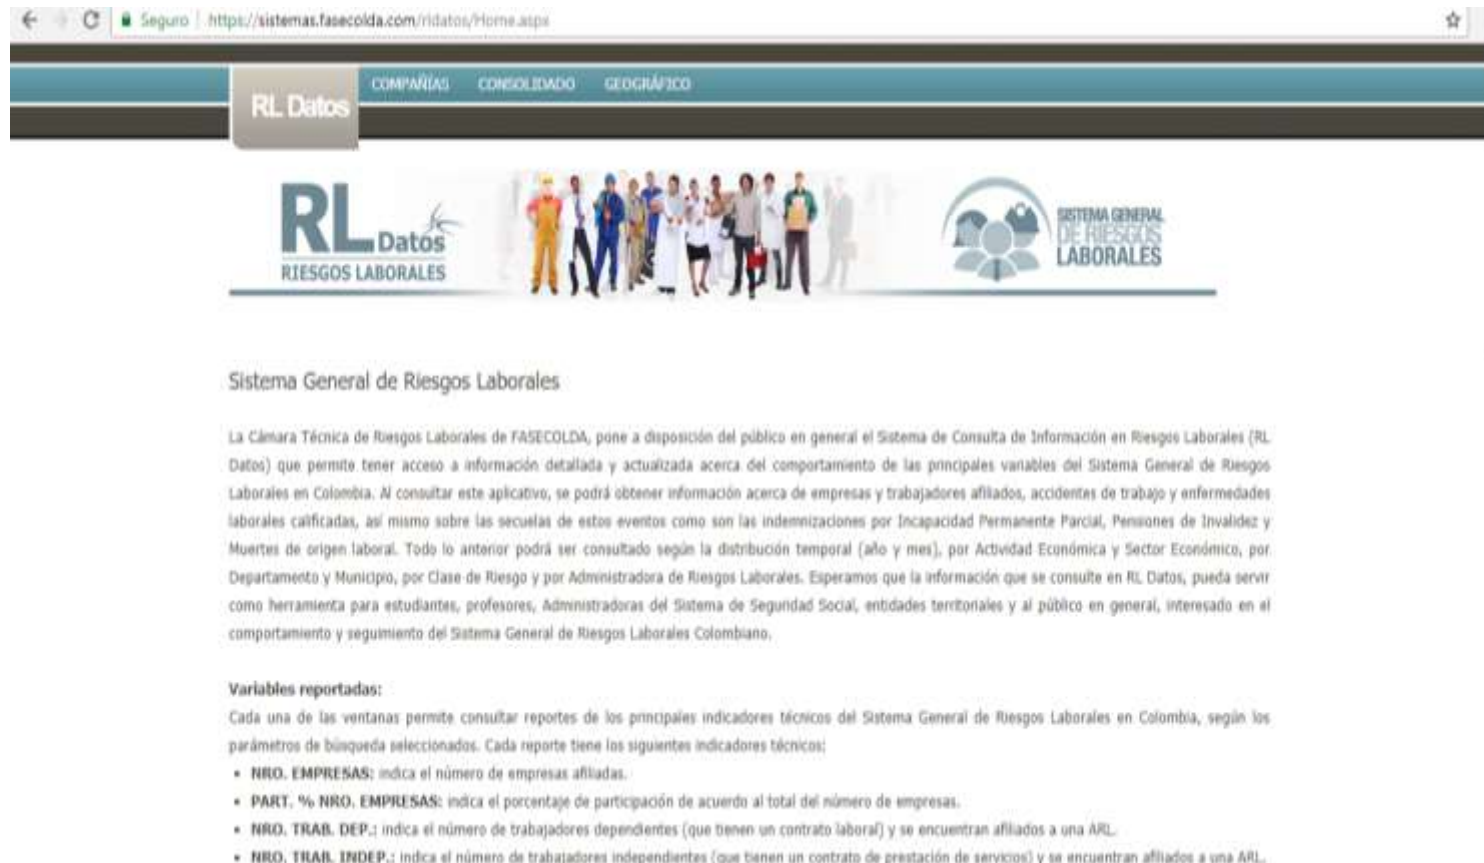 Seguro | https://sistemas.fasecolda.com/rldatos/Home.aspx
COMPAÑÍAS CONSOLIDADO GEOGRÁFICO
RL Datos
RL Datos
RIESGOS LABORALES
SISTEMA GENERAL
DE RIESGOS
LABORALES
Sistema General de Riesgos Laborales
La Cámara Técnica de Riesgos Laborales de FASECOLDA, pone a disposición del público en general el Sistema de Consulta de Información en Riesgos Laborales (RL
Datos) que permite tener acceso a información detallada y actualizada acerca del comportamiento de las principales variables del Sistema General de Riesgos
Laborales en Colombia. Al consultar este aplicativo, se podrá obtener información acerca de empresas y trabajadores afiliados, accidentes de trabajo y enfermedades
laborales calificadas, así mismo sobre las secuelas de estos eventos como son las indemnizaciones por Incapacidad Permanente Parcial, Pensiones de Invalidez y
Muertes de origen laboral. Todo lo anterior podrá ser consultado según la distribución temporal (año y mes), por Actividad Económica y Sector Económico, por
Departamento y Municipio, por Clase de Riesgo y por Administradora de Riesgos Laborales. Esperamos que la información que se consulte en RL Datos, pueda servir
como herramienta para estudiantes, profesores, Administradoras del Sistema de Seguridad Social, entidades territoriales y al público en general, interesado en el
comportamiento y seguimiento del Sistema General de Riesgos Laborales Colombiano.
Variables reportadas:
Cada una de las ventanas permite consultar reportes de los principales indicadores técnicos del Sistema General de Riesgos Laborales en Colombia, según los
parámetros de búsqueda seleccionados. Cada reporte tiene los siguientes indicadores técnicos:
• NRO. EMPRESAS: indica el número de empresas afiliadas.
• PART. % NRO. EMPRESAS: indica el porcentaje de participación de acuerdo al total del número de empresas.
• NRO. TRAB. DEP.: indica el número de trabajadores dependientes (que tienen un contrato laboral) y se encuentran afiliados a una ARL.
• NRO. TRAB. INDEP.: indica el número de trabajadores independientes (que tienen un contrato de prestación de servicios) y se encuentran afiliados a una ARL.